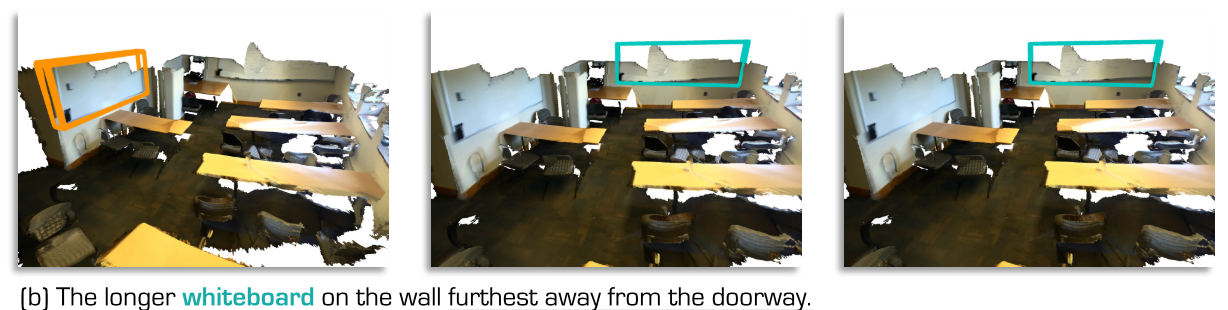 (b) The longer whiteboard on the wall furthest away from the doorway.